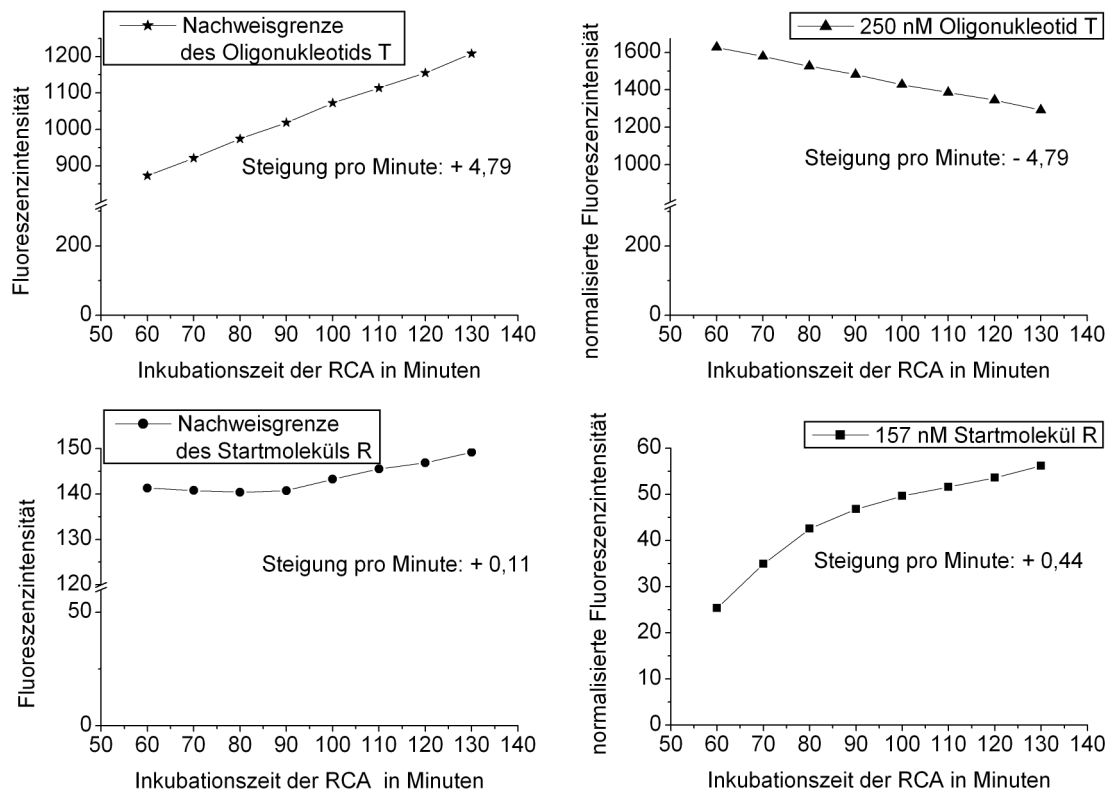 Nachweisgrenze
des Oligonukleotids T
1200
1100
1000
900
200
0
Fluoreszenzintensität
Steigung pro Minute: + 4,79
50 60 70 80 90 100 110 120 130 140
Inkubationszeit der RCA in Minuten
250 nM Oligonukleotid T
1600
1400
1200
1000
200
0
normalisierte Fluoreszenzintensiät
Steigung pro Minute: - 4,79
50 60 70 80 90 100 110 120 130 140
Inkubationszeit der RCA in Minuten
Nachweisgrenze
des Startmoleküls R
150
140
130
120
50
0
Fluoreszenzintensität
Steigung pro Minute: + 0,11
50 60 70 80 90 100 110 120 130 140
Inkubationszeit der RCA in Minuten
157 nM Startmolekül R
60
50
40
30
20
10
0
normalisierte Fluoreszenzintensität
Steigung pro Minute: + 0,44
50 60 70 80 90 100 110 120 130 140
Inkubationszeit der RCA in Minuten